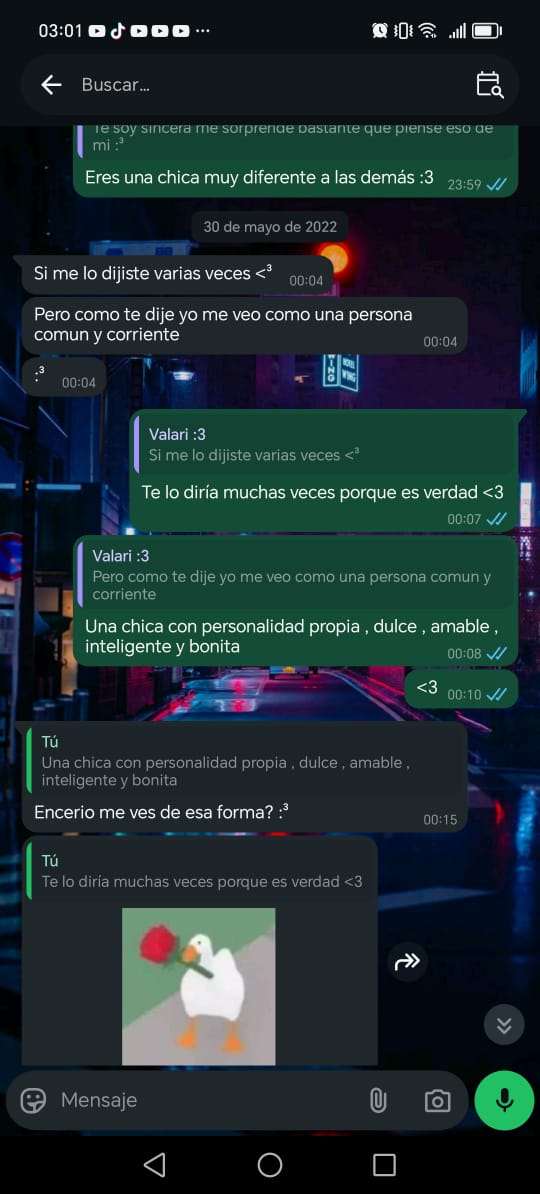 03:01
Buscar...
Te soy sincera me sorprende bastante que piense eso de
mi :³
Eres una chica muy diferente a las demás :3 23:59
30 de mayo de 2022
Si me lo dijiste varias veces <³ 00:04
Pero como te dije yo me veo como una persona
comun y corriente 00:04
:³ 00:04
WING
HOTEL
WING
Valari :3
Si me lo dijiste varias veces <³
Te lo diría muchas veces porque es verdad <3
00:07
Valari :3
Pero como te dije yo me veo como una persona comun y
corriente
Una chica con personalidad propia , dulce , amable ,
inteligente y bonita 00:08
<3 00:10
Tú
Una chica con personalidad propia , dulce , amable ,
inteligente y bonita
Encerio me ves de esa forma? :³ 00:15
Tú
Te lo diría muchas veces porque es verdad <3
Mensaje